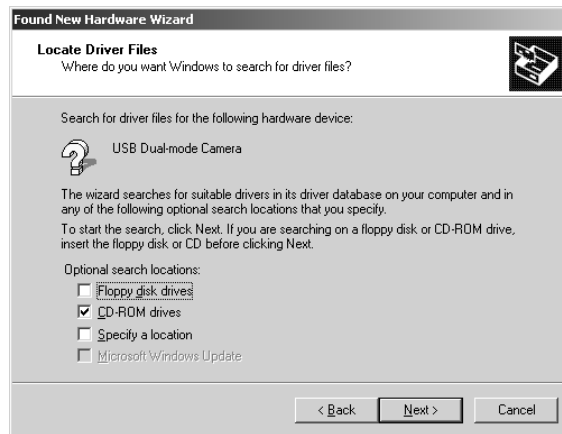 Found New Hardware Wizard
Locate Driver Files
Where do you want Windows to search for driver files?
Search for driver files for the following hardware device:
USB Dual-mode Camera
The wizard searches for suitable drivers in its driver database on your computer and in
any of the following optional search locations that you specify.
To start the search, click Next. If you are searching on a floppy disk or CD-ROM drive,
insert the floppy disk or CD before clicking Next.
Optional search locations:
Floppy disk drives
CD-ROM drives
Specify a location
Microsoft Windows Update
< Back Next > Cancel